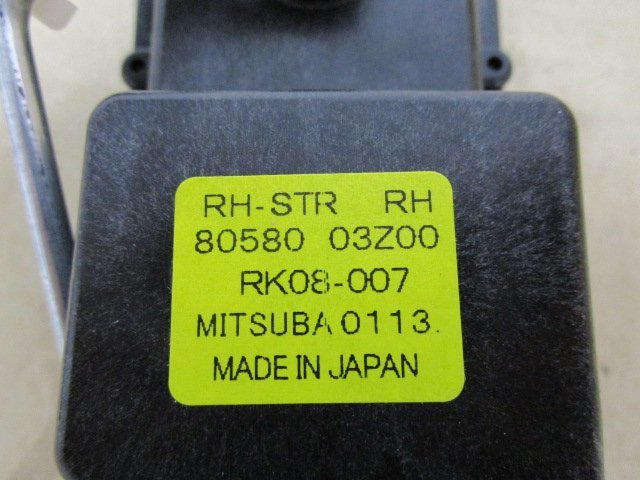 RH-STR RH
80580 03Z00
RK08-007
MITSUBA 0113.
MADE IN JAPAN